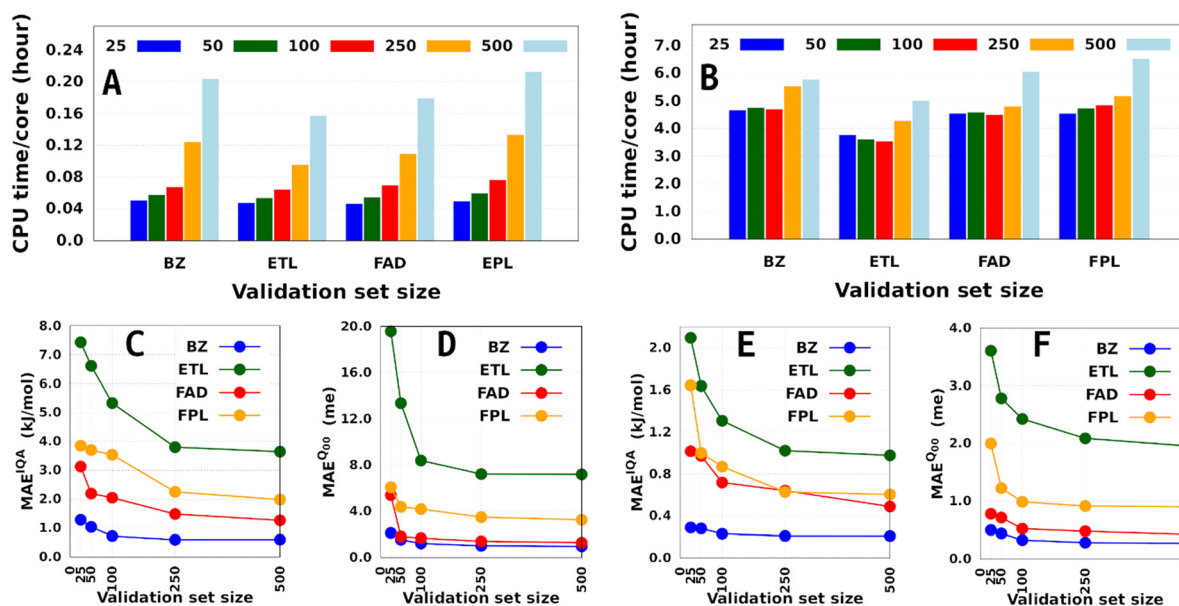 25 50 100 250 500
A
CPU time/core (hour)
0.24
0.20
0.16
0.12
0.08
0.04
0.0
BZ ETL FAD EPL
Validation set size
25 50 100 250 500
B
CPU time/core (hour)
7.0
6.0
5.0
4.0
3.0
2.0
1.0
0.0
BZ ETL FAD FPL
Validation set size
C
MAE^IQA (kJ/mol)
8.0
7.0
6.0
5.0
4.0
3.0
2.0
1.0
0.0
BZ
ETL
FAD
FPL
0 25 50 100 250 500
Validation set size
D
MAE^Q00 (me)
20.0
16.0
12.0
8.0
4.0
0.0
BZ
ETL
FAD
FPL
0 25 50 100 250 500
Validation set size
E
MAE^IQA (kJ/mol)
2.0
1.6
1.2
0.8
0.4
0.0
BZ
ETL
FAD
FPL
0 25 50 100 250 500
Validation set size
F
MAE^Q00 (me)
4.0
3.0
2.0
1.0
0.0
BZ
ETL
FAD
FPL
0 25 50 100 250
Validation set size